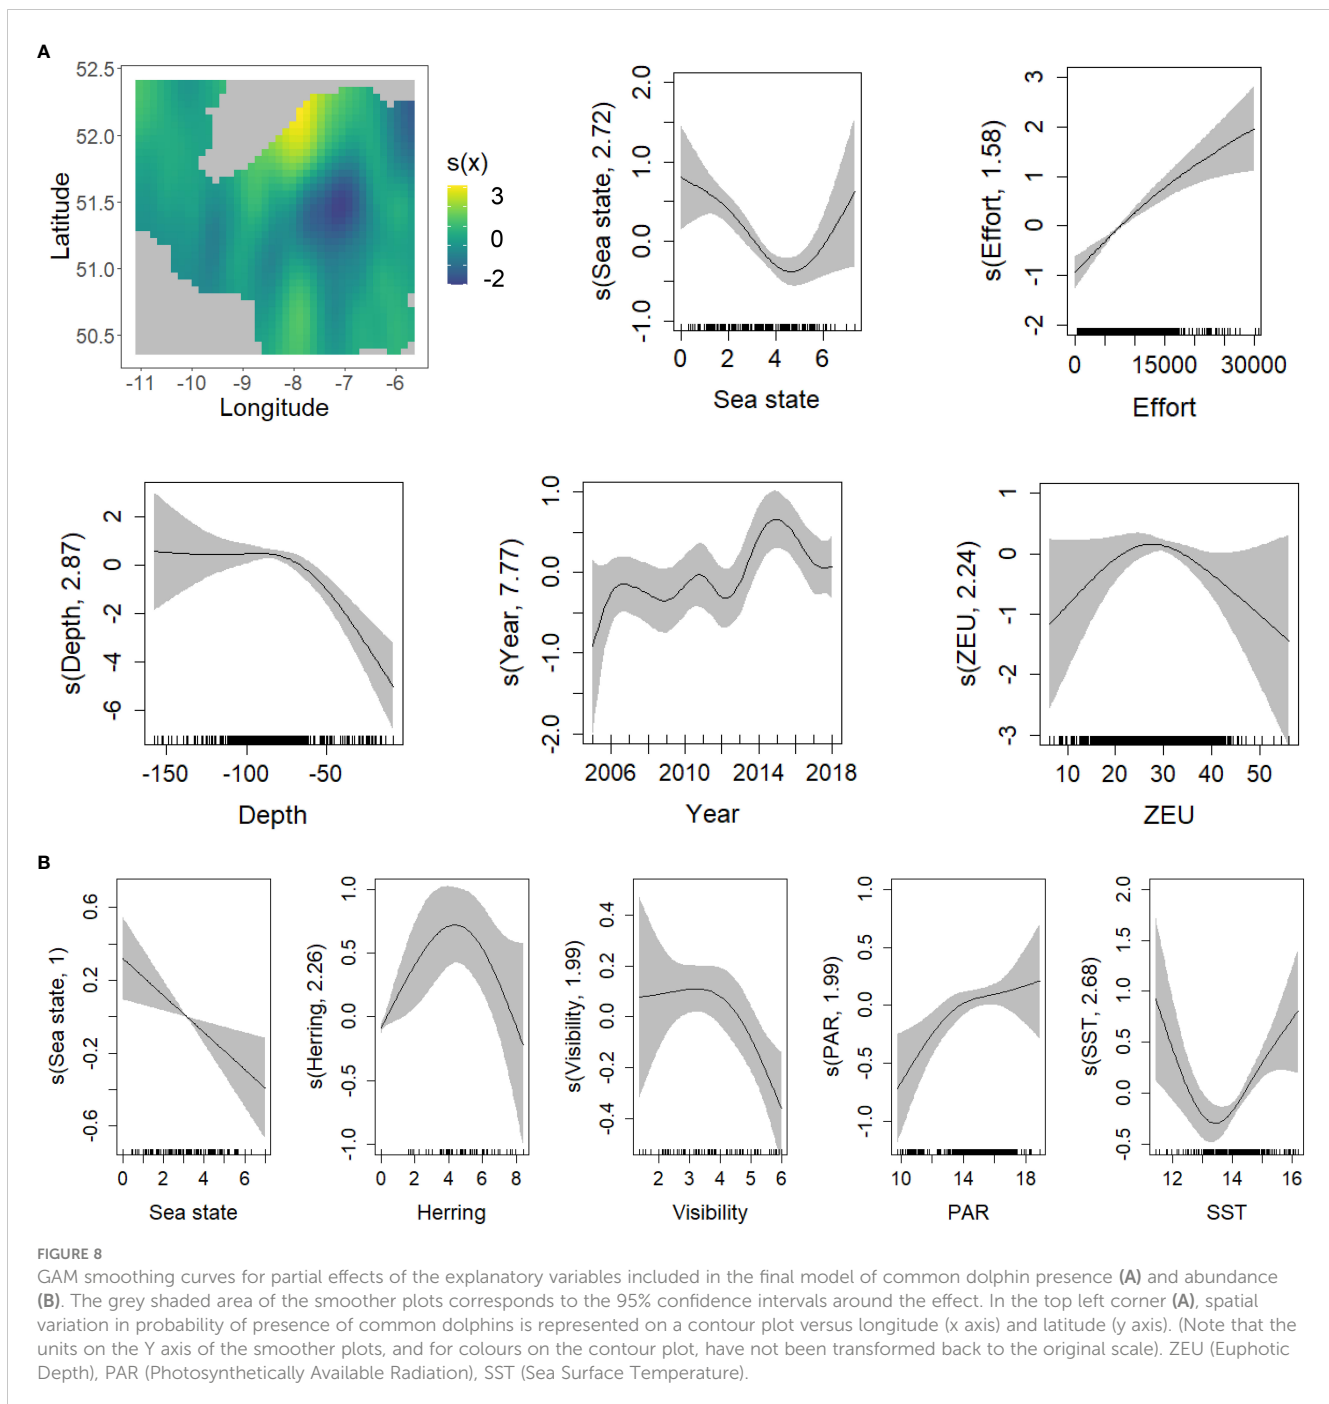 A
52.5
52.0
51.5
51.0
50.5
Latitude
-11 -10 -9 -8 -7 -6
Longitude
s(x)
3
0
-2
s(Sea state, 2.72)
2.0
1.0
0.0
-1.0
0 2 4 6
Sea state
s(Effort, 1.58)
3
2
1
0
-1
-2
0 15000 30000
Effort
s(Depth, 2.87)
2
0
-2
-4
-6
-150 -100 -50
Depth
s(Year, 7.77)
1.0
0.0
-1.0
-2.0
2006 2010 2014 2018
Year
s(ZEU, 2.24)
1
0
-1
-2
-3
10 20 30 40 50
ZEU
B
s(Sea state, 1)
0.6
0.2
-0.2
-0.6
0 2 4 6
Sea state
s(Herring, 2.26)
1.0
0.5
0.0
-0.5
-1.0
0 2 4 6 8
Herring
s(Visibility, 1.99)
0.4
0.2
0.0
-0.2
-0.4
2 3 4 5 6
Visibility
s(PAR, 1.99)
1.0
0.5
0.0
-1.0
10 14 18
PAR
s(SST, 2.68)
2.0
1.5
1.0
0.5
0.0
-0.5
12 14 16
SST
FIGURE 8
GAM smoothing curves for partial effects of the explanatory variables included in the final model of common dolphin presence (A) and abundance
(B). The grey shaded area of the smoother plots corresponds to the 95% confidence intervals around the effect. In the top left corner (A), spatial
variation in probability of presence of common dolphins is represented on a contour plot versus longitude (x axis) and latitude (y axis). (Note that the
units on the Y axis of the smoother plots, and for colours on the contour plot, have not been transformed back to the original scale). ZEU (Euphotic
Depth), PAR (Photosynthetically Available Radiation), SST (Sea Surface Temperature).